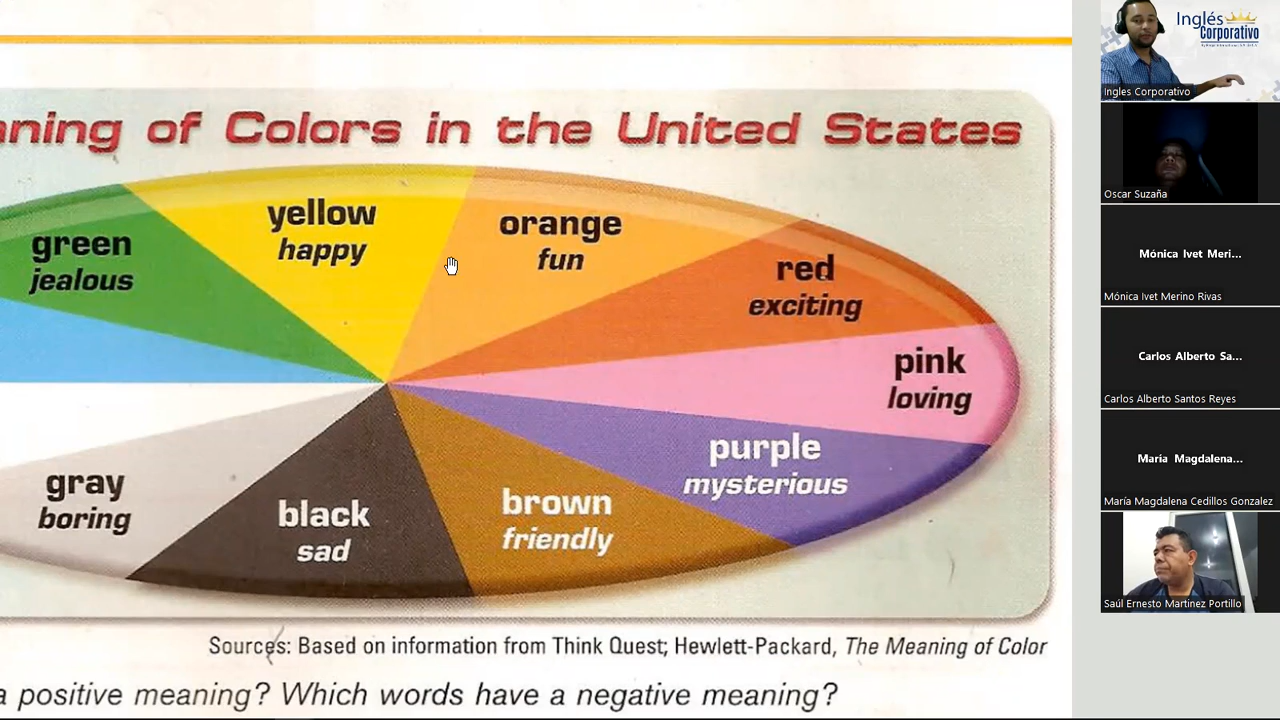 ning of Colors in the United States
green
jealous
yellow
happy
orange
fun
red
exciting
pink
loving
purple
mysterious
brown
friendly
black
sad
gray
boring
Sources: Based on information from Think Quest; Hewlett-Packard, The Meaning of Color
a positive meaning? Which words have a negative meaning?
Inglés
Corporativo
Ingles Corporativo
Oscar Suzaña
Mónica Ivet Meri...
Mónica Ivet Merino Rivas
Carlos Alberto Sa...
Carlos Alberto Santos Reyes
Maria Magdalena...
María Magdalena Cedillos Gonzalez
Saúl Ernesto Martinez Portillo